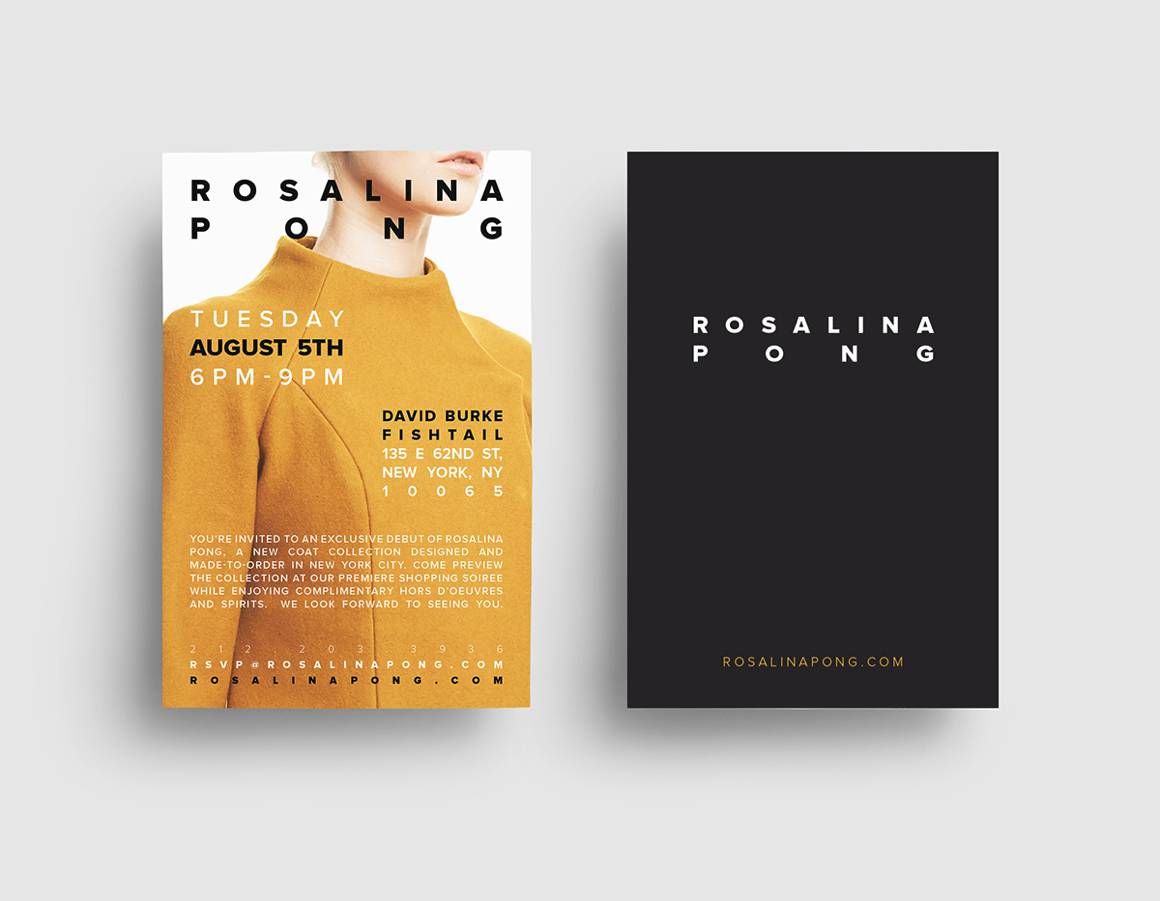 ROSALINA
PONG
TUESDAY
AUGUST 5TH
6PM-9PM
DAVID BURKE
FISHTAIL
135 E 62ND ST,
NEW YORK, NY
10065
YOU'RE INVITED TO AN EXCLUSIVE DEBUT OF ROSALINA
PONG, A NEW COAT COLLECTION DESIGNED AND
MADE-TO-ORDER IN NEW YORK CITY. COME PREVIEW
THE COLLECTION AT OUR PREMIERE SHOPPING SOIREE
WHILE ENJOYING COMPLIMENTARY HORS D'OEUVRES
AND SPIRITS. WE LOOK FORWARD TO SEEING YOU.
212 203 3936
RSVP@ROSALINAPONG.COM
ROSALINAPONG.COM
ROSALINA
PONG
ROSALINAPONG.COM